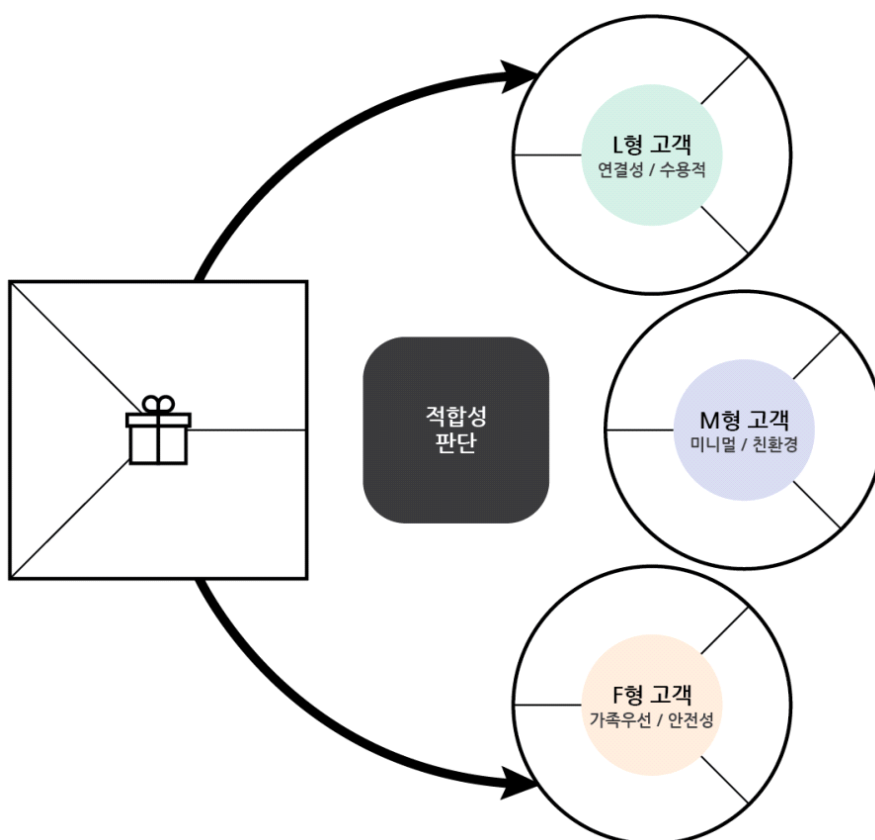 L형 고객
연결성 / 수용적
적합성
판단
M형 고객
미니멀 / 친환경
F형 고객
가족우선 / 안전성